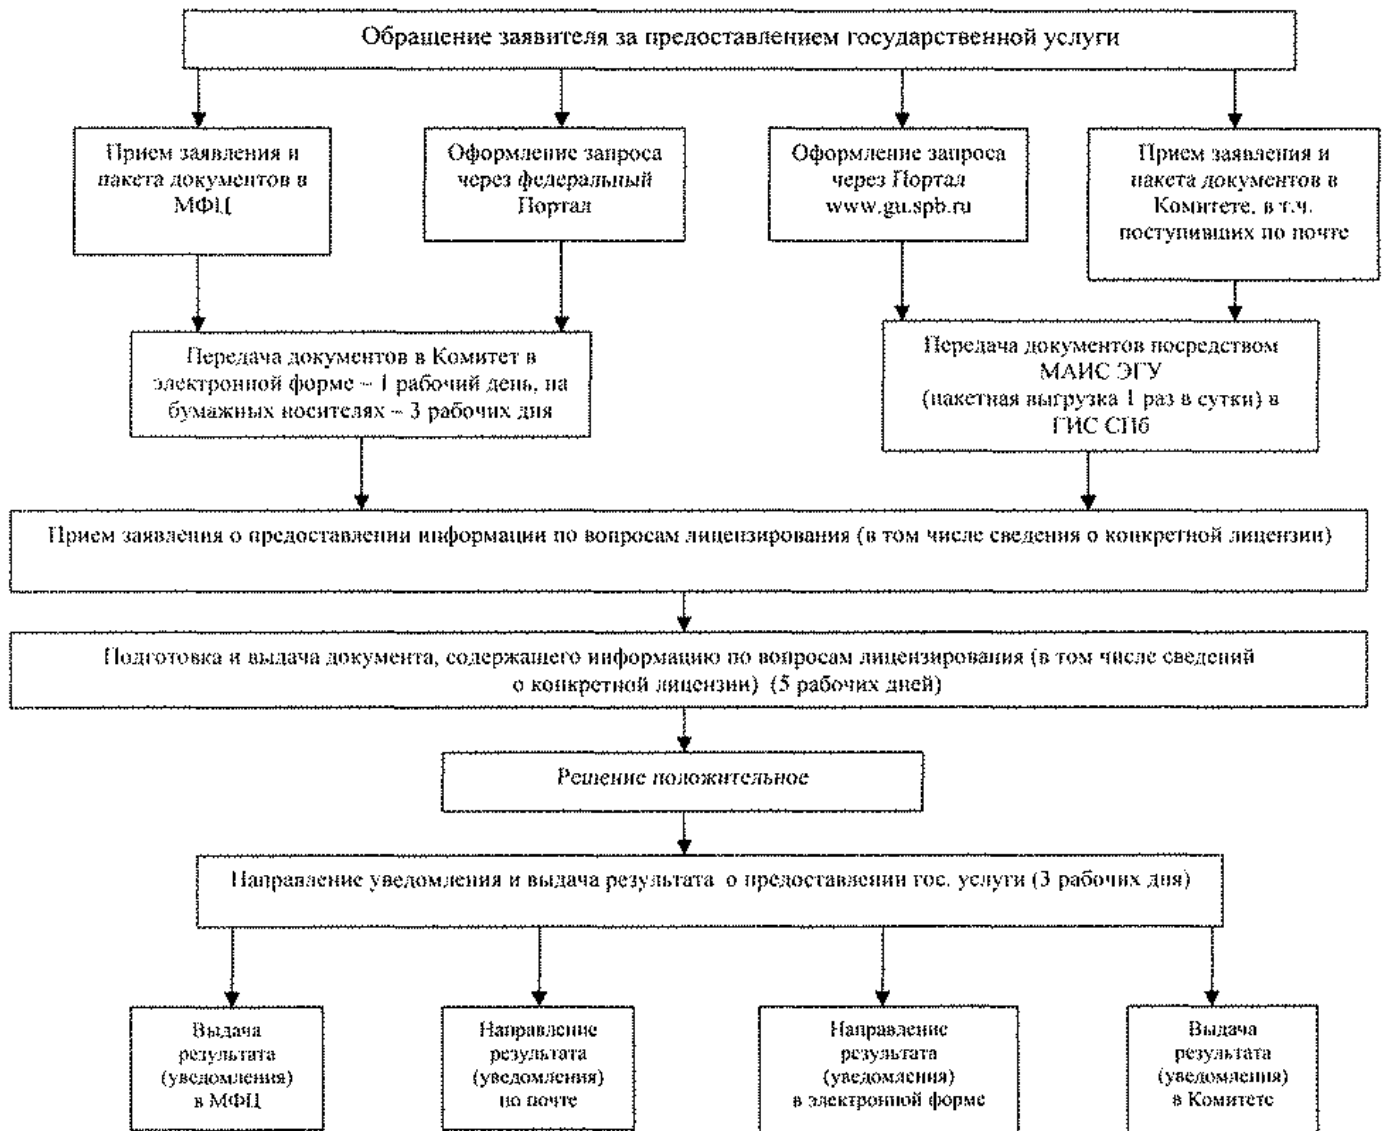 Обращение заявителя за предоставлением государственной услуги
Прием заявления и
пакета документов в
МФЦ
Оформление запроса
через федеральный
Портал
Оформление запроса
через Портал
www.gu.spb.ru
Прием заявления и
пакета документов в
Комитете, в т.ч.
поступивших по почте
Передача документов в Комитет в
электронной форме – 1 рабочий день, на
бумажных носителях – 3 рабочих дня
Передача документов посредством
МАИС ЭГУ
(пакетная выгрузка 1 раз в сутки) в
ГИС СПб
Прием заявления о предоставлении информации по вопросам лицензирования (в том числе сведения о конкретной лицензии)
Подготовка и выдача документа, содержащего информацию по вопросам лицензирования (в том числе сведений
о конкретной лицензии) (5 рабочих дней)
Решение положительное
Направление уведомления и выдача результата о предоставлении гос. услуги (3 рабочих дня)
Выдача
результата
(уведомления)
в МФЦ
Направление
результата
(уведомления)
по почте
Направление
результата
(уведомления)
в электронной форме
Выдача
результата
(уведомления)
в Комитете